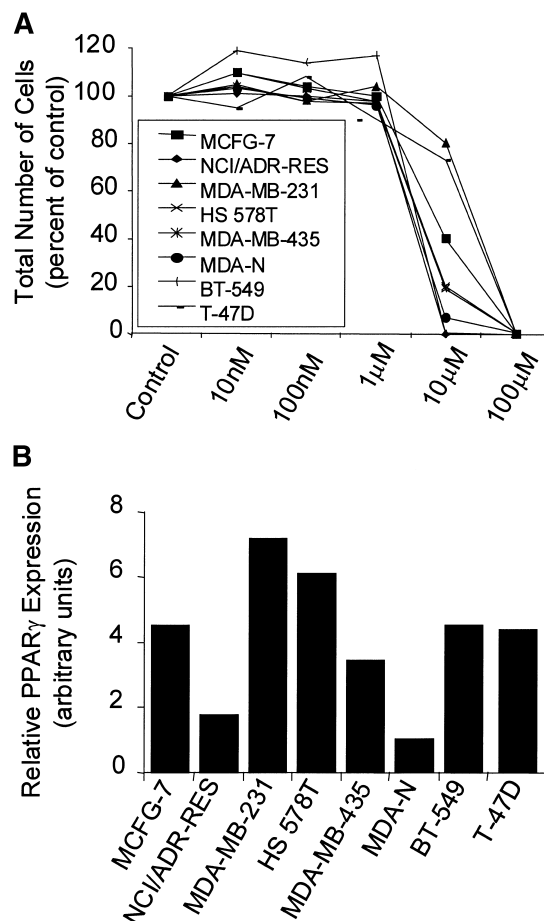 A
Total Number of Cells
(percent of control)
120
100
80
60
40
20
0
MCFG-7
NCI/ADR-RES
MDA-MB-231
HS 578T
MDA-MB-435
MDA-N
BT-549
T-47D
Control
10nM
100nM
1μM
10μM
100μM
B
Relative PPARγ Expression
(arbitrary units)
8
6
4
2
0
MCFG-7
NCI/ADR-RES
MDA-MB-231
HS 578T
MDA-MB-435
MDA-N
BT-549
T-47D